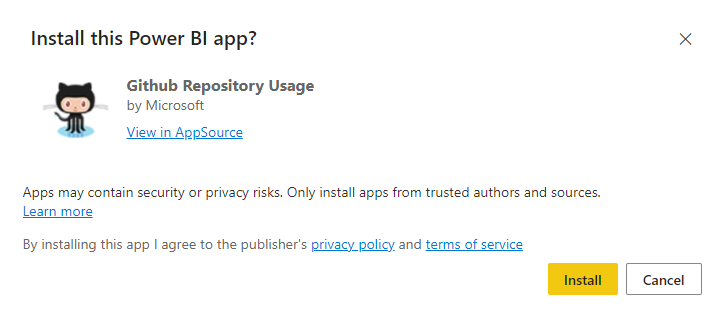 Install this Power BI app?
Github Repository Usage
by Microsoft
View in AppSource
Apps may contain security or privacy risks. Only install apps from trusted authors and sources.
Learn more
By installing this app I agree to the publisher's privacy policy and terms of service
Install
Cancel